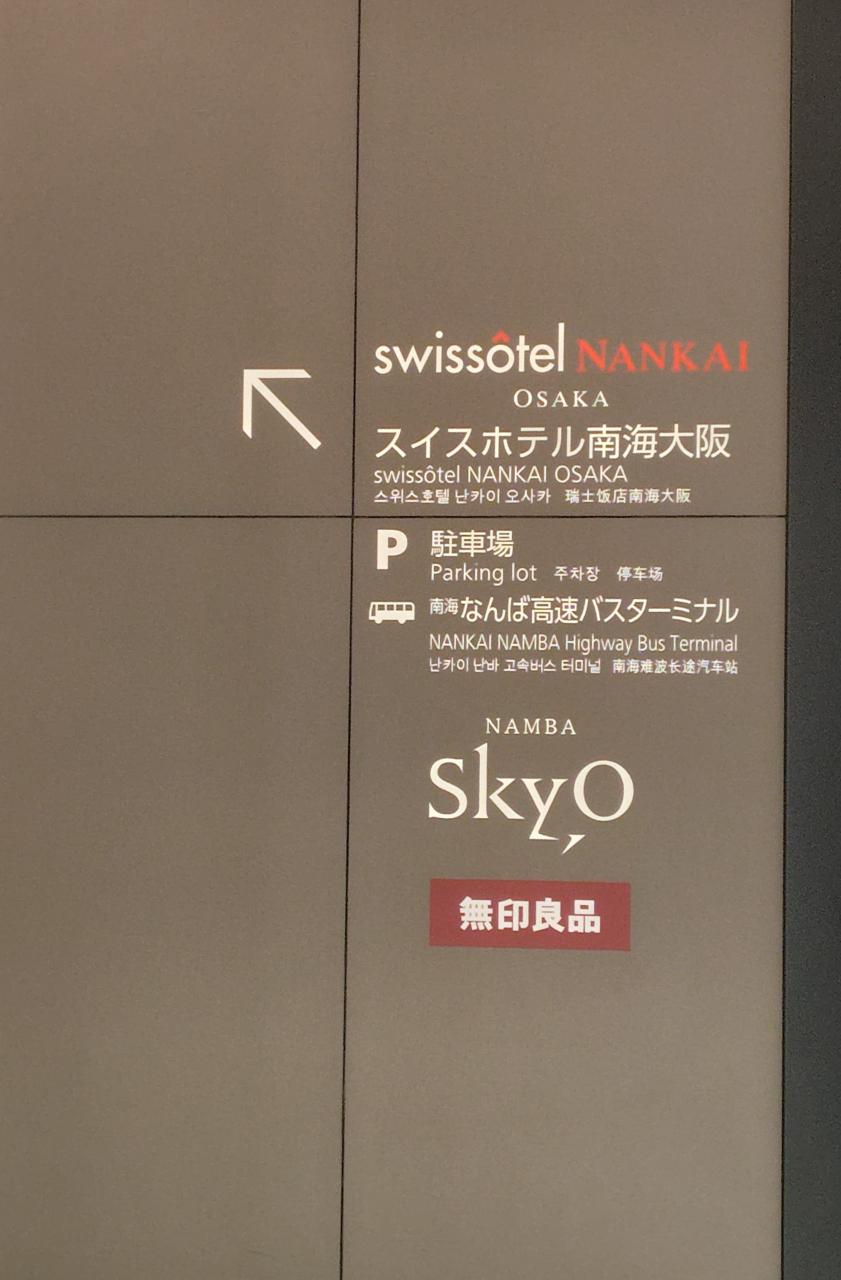 swissôtel NANKAI
OSAKA
スイスホテル南海大阪
swissôtel NANKAI OSAKA
스위스호텔 난카이 오사카 瑞士饭店南海大阪
P 駐車場
Parking lot 주차장 停车场
南海なんば高速バスターミナル
NANKAI NAMBA Highway Bus Terminal
난카이 난바 고속버스 터미널 南海难波长途汽车站
NAMBA
SkyO
無印良品